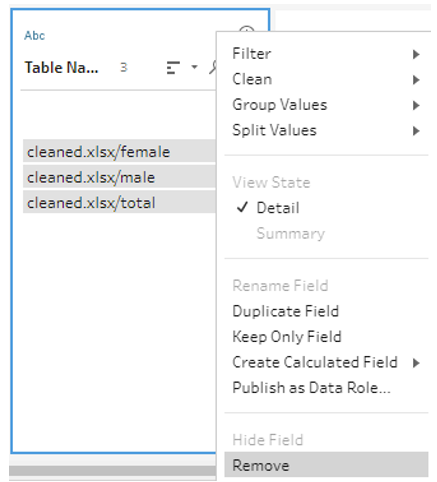 Abc
Table Na... 3
cleaned.xlsx/female
cleaned.xlsx/male
cleaned.xlsx/total
Filter
Clean
Group Values
Split Values
View State
Detail
Summary
Rename Field
Duplicate Field
Keep Only Field
Create Calculated Field
Publish as Data Role...
Hide Field
Remove